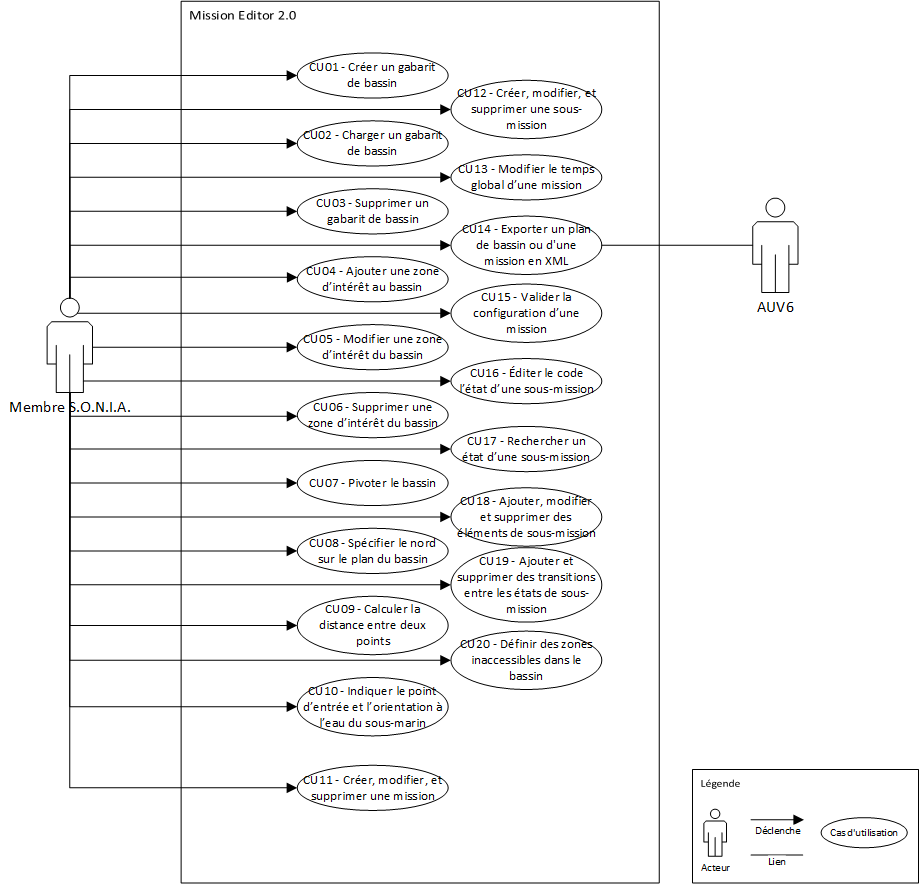 Mission Editor 2.0
CU01 - Créer un gabarit
de bassin
CU12 - Créer, modifier, et
supprimer une sous-
mission
CU02 - Charger un gabarit
de bassin
CU13 - Modifier le temps
global d'une mission
CU03 - Supprimer un
gabarit de bassin
CU14 - Exporter un plan
de bassin ou d'une
mission en XML
CU04 - Ajouter une zone
d'intérêt au bassin
CU15 - Valider la
configuration d'une
mission
AUV6
CU05 - Modifier une zone
d'intérêt du bassin
CU16 - Éditer le code
l'état d'une sous-mission
Membre S.O.N.I.A.
CU06 - Supprimer une
zone d'intérêt du bassin
CU17 - Rechercher un
état d'une sous-mission
CU07 - Pivoter le bassin
CU18 - Ajouter, modifier
et supprimer des
éléments de sous-mission
CU08 - Spécifier le nord
sur le plan du bassin
CU19 - Ajouter et
supprimer des transitions
entre les états de sous-
mission
CU09 - Calculer la
distance entre deux
points
CU20 - Définir des zones
inaccessibles dans le
bassin
CU10 - Indiquer le point
d'entrée et l'orientation à
l'eau du sous-marin
CU11 - Créer, modifier, et
supprimer une mission
Légende
Acteur
Déclenche
Lien
Cas d'utilisation